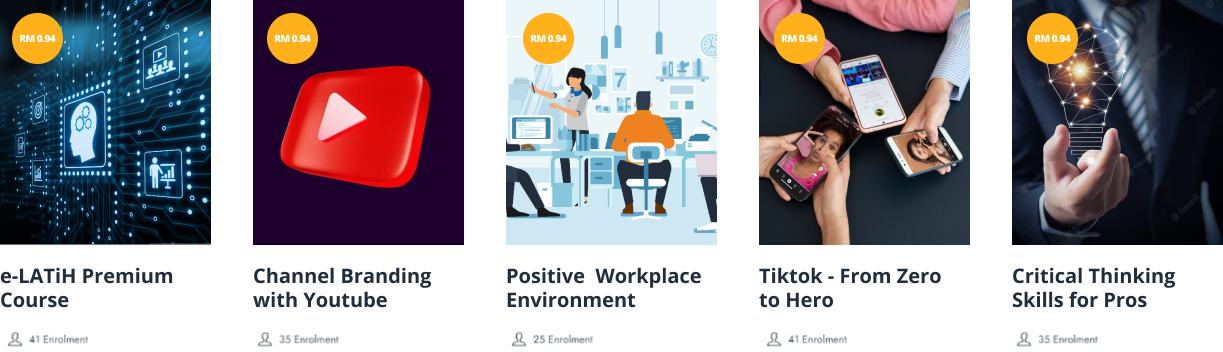 RM 0.94
RM 0.94
RM 0.94
RM 0.94
RM 0.94
7
e-LATiH Premium
Course
41 Enrolment
Channel Branding
with Youtube
35 Enrolment
Positive Workplace
Environment
25 Enrolment
Tiktok - From Zero
to Hero
41 Enrolment
Critical Thinking
Skills for Pros
35 Enrolment